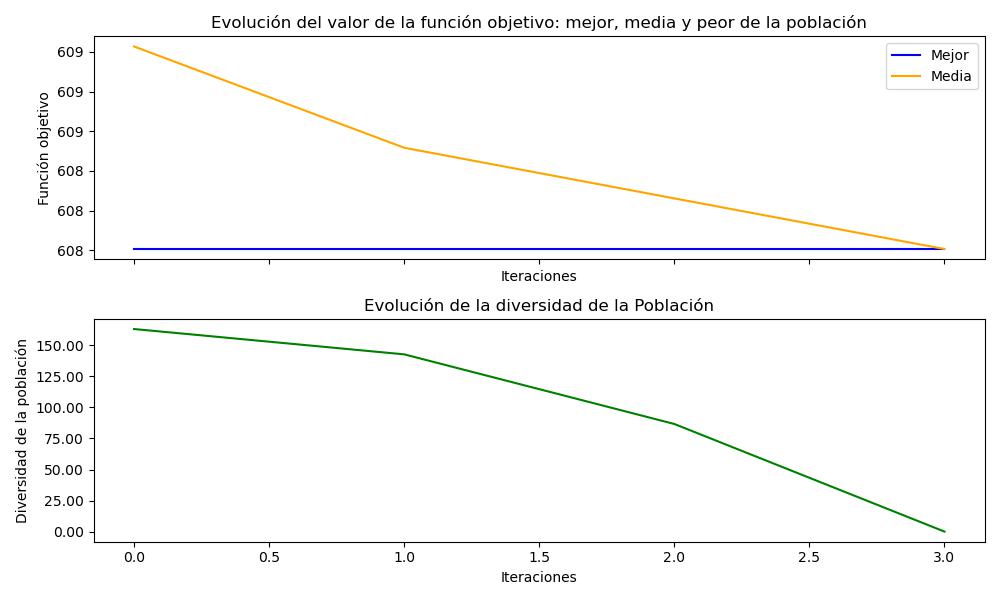 Evolución del valor de la función objetivo: mejor, media y peor de la población
609
609
609
608
608
608
Función objetivo
Mejor
Media
Iteraciones
Evolución de la diversidad de la Población
150.00
125.00
100.00
75.00
50.00
25.00
0.00
Diversidad de la población
0.0 0.5 1.0 1.5 2.0 2.5 3.0
Iteraciones